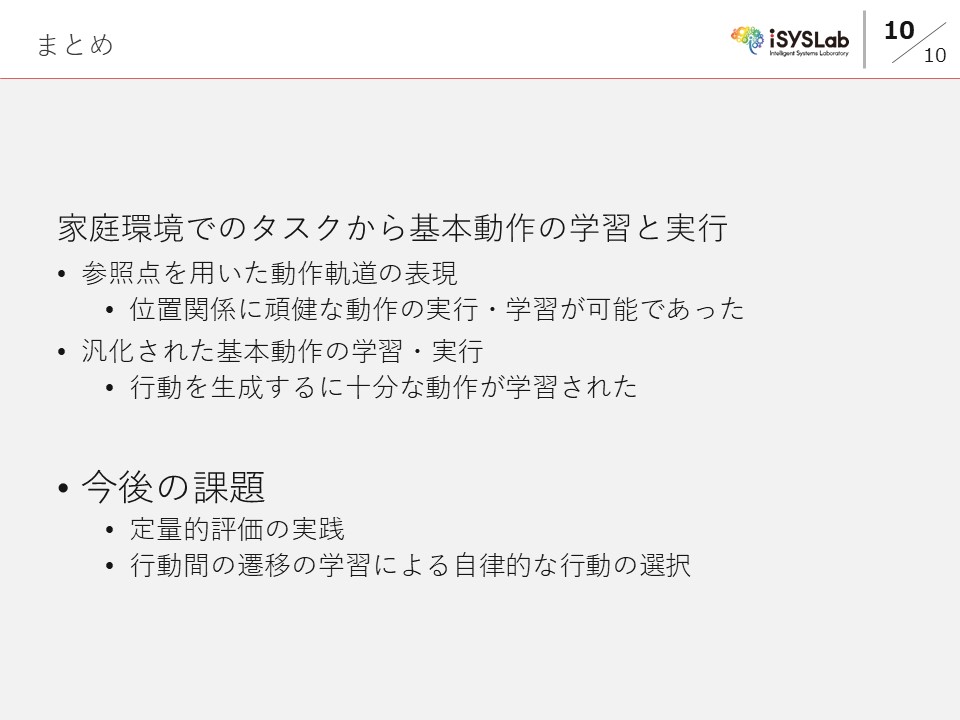 まとめ
iSYSLab
Intelligent Systems Laboratory
10
10
家庭環境でのタスクから基本動作の学習と実行
• 参照点を用いた動作軌道の表現
• 位置関係に頑健な動作の実行・学習が可能であった
• 汎化された基本動作の学習・実行
• 行動を生成するに十分な動作が学習された
• 今後の課題
• 定量的評価の実践
• 行動間の遷移の学習による自律的な行動の選択